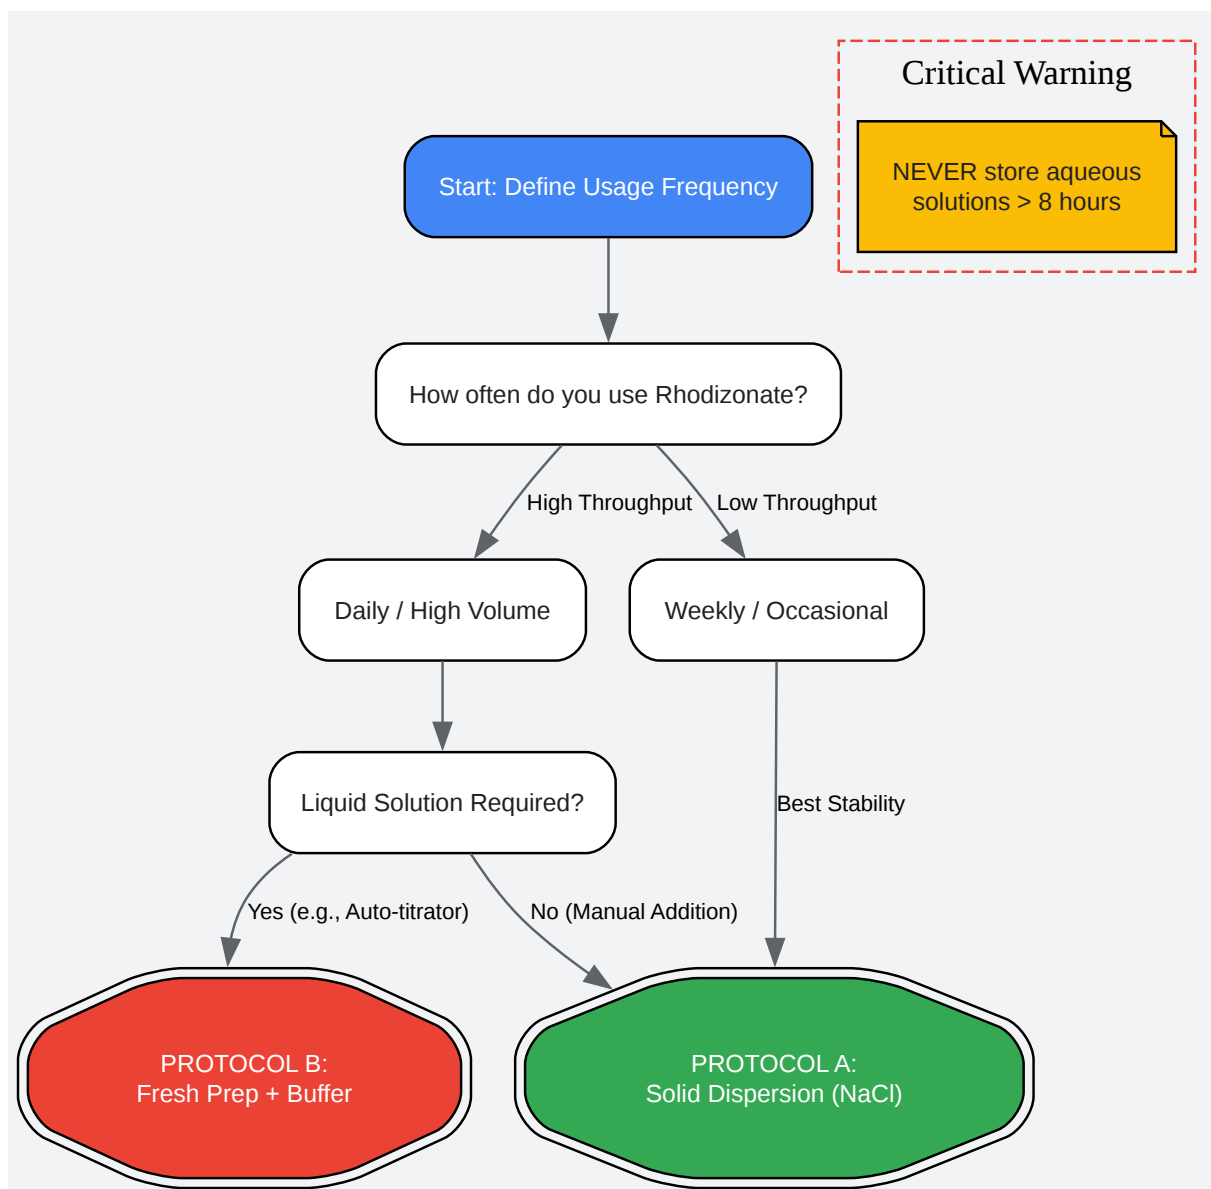 Critical Warning
NEVER store aqueous
solutions > 8 hours
Start: Define Usage Frequency
How often do you use Rhodizonate?
High Throughput
Low Throughput
Daily / High Volume
Weekly / Occasional
Liquid Solution Required?
Best Stability
Yes (e.g., Auto-titrator)
No (Manual Addition)
PROTOCOL B:
Fresh Prep + Buffer
PROTOCOL A:
Solid Dispersion (NaCl)